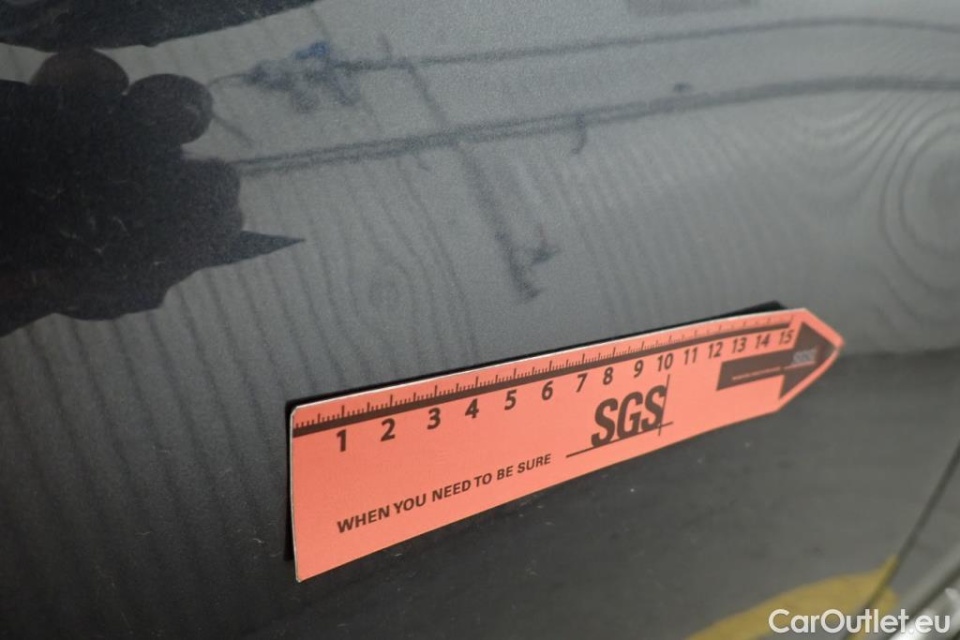 1 2 3 4 5 6 7 8 9 10 11 12 13 14 15
SGS
SGS
WHEN YOU NEED TO BE SURE
CarOutlet.eu